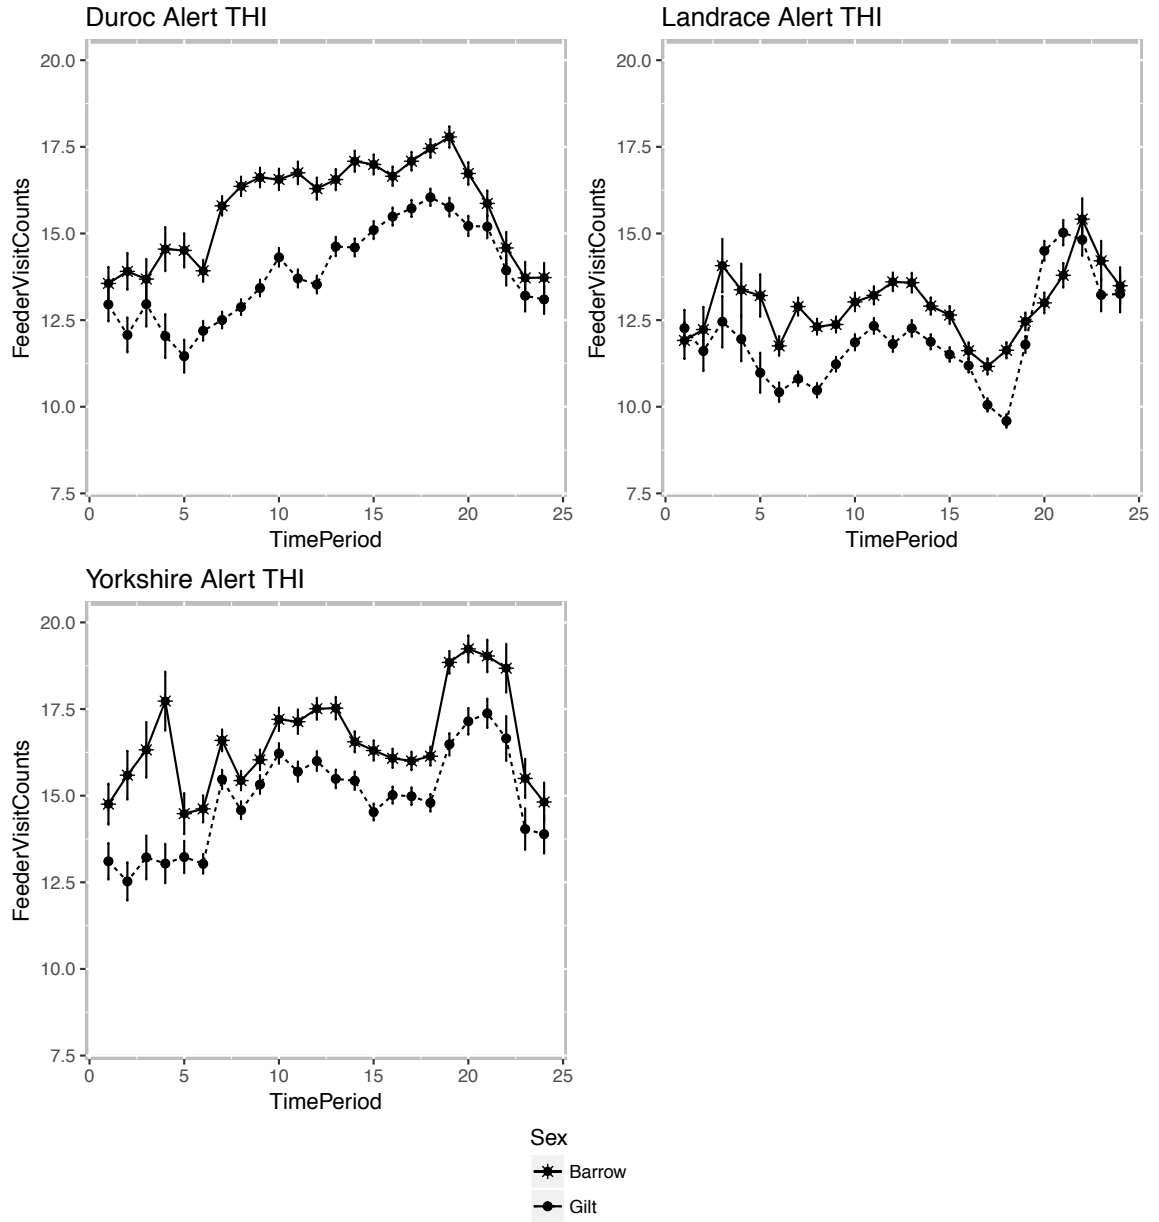 Duroc Alert THI
20.0
17.5
15.0
12.5
10.0
7.5
FeederVisitCounts
0 5 10 15 20 25
TimePeriod
Landrace Alert THI
20.0
17.5
15.0
12.5
10.0
7.5
FeederVisitCounts
0 5 10 15 20 25
TimePeriod
Yorkshire Alert THI
20.0
17.5
15.0
12.5
10.0
7.5
FeederVisitCounts
0 5 10 15 20 25
TimePeriod
Sex
Barrow
Gilt